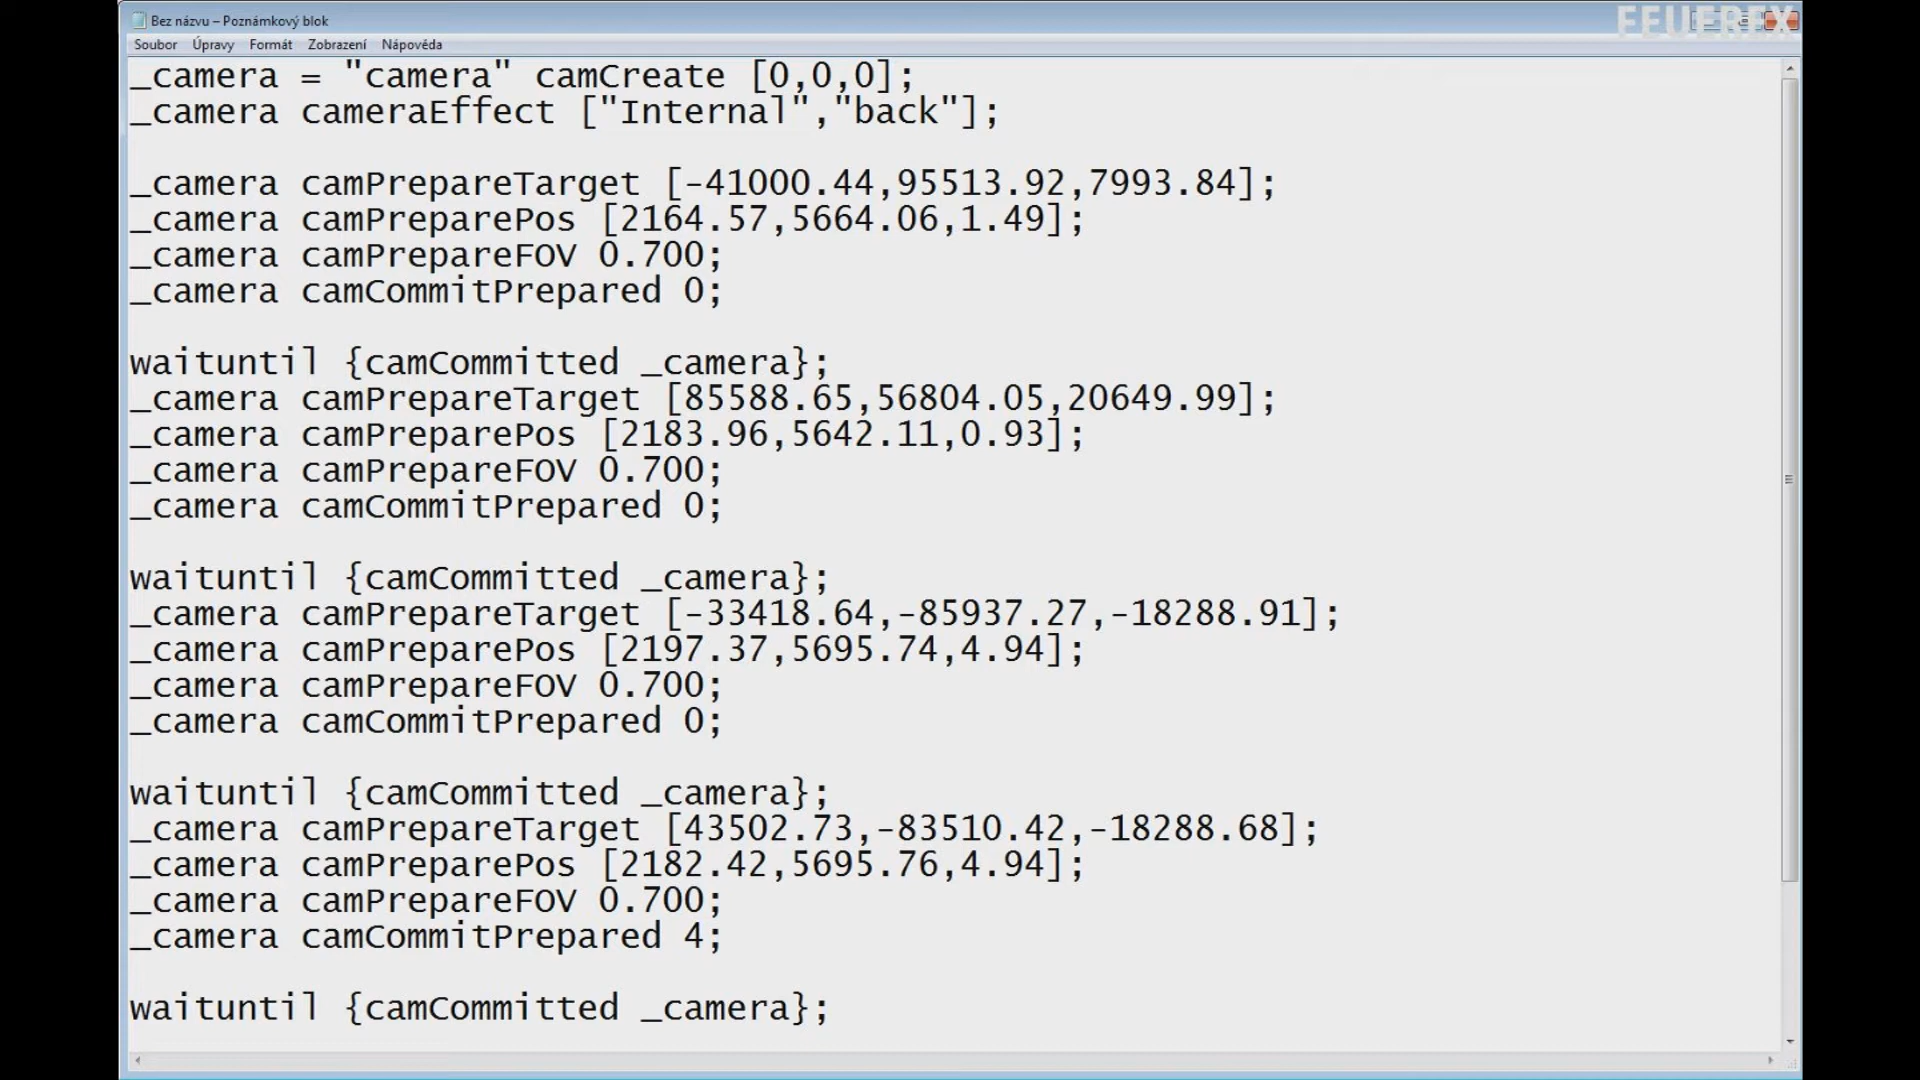 Bez názvu – Poznámkový blok
FEUEREX
Soubor Úpravy Formát Zobrazení Nápověda
_camera = "camera" camCreate [0,0,0];
_camera cameraEffect ["Internal","back"];
_camera camPrepareTarget [-41000.44,95513.92,7993.84];
_camera camPreparePos [2164.57,5664.06,1.49];
_camera camPrepareFOV 0.700;
_camera camCommitPrepared 0;
waituntil {camCommitted _camera};
_camera camPrepareTarget [85588.65,56804.05,20649.99];
_camera camPreparePos [2183.96,5642.11,0.93];
_camera camPrepareFOV 0.700;
_camera camCommitPrepared 0;
waituntil {camCommitted _camera};
_camera camPrepareTarget [-33418.64,-85937.27,-18288.91];
_camera camPreparePos [2197.37,5695.74,4.94];
_camera camPrepareFOV 0.700;
_camera camCommitPrepared 0;
waituntil {camCommitted _camera};
_camera camPrepareTarget [43502.73,-83510.42,-18288.68];
_camera camPreparePos [2182.42,5695.76,4.94];
_camera camPrepareFOV 0.700;
_camera camCommitPrepared 4;
waituntil {camCommitted _camera};